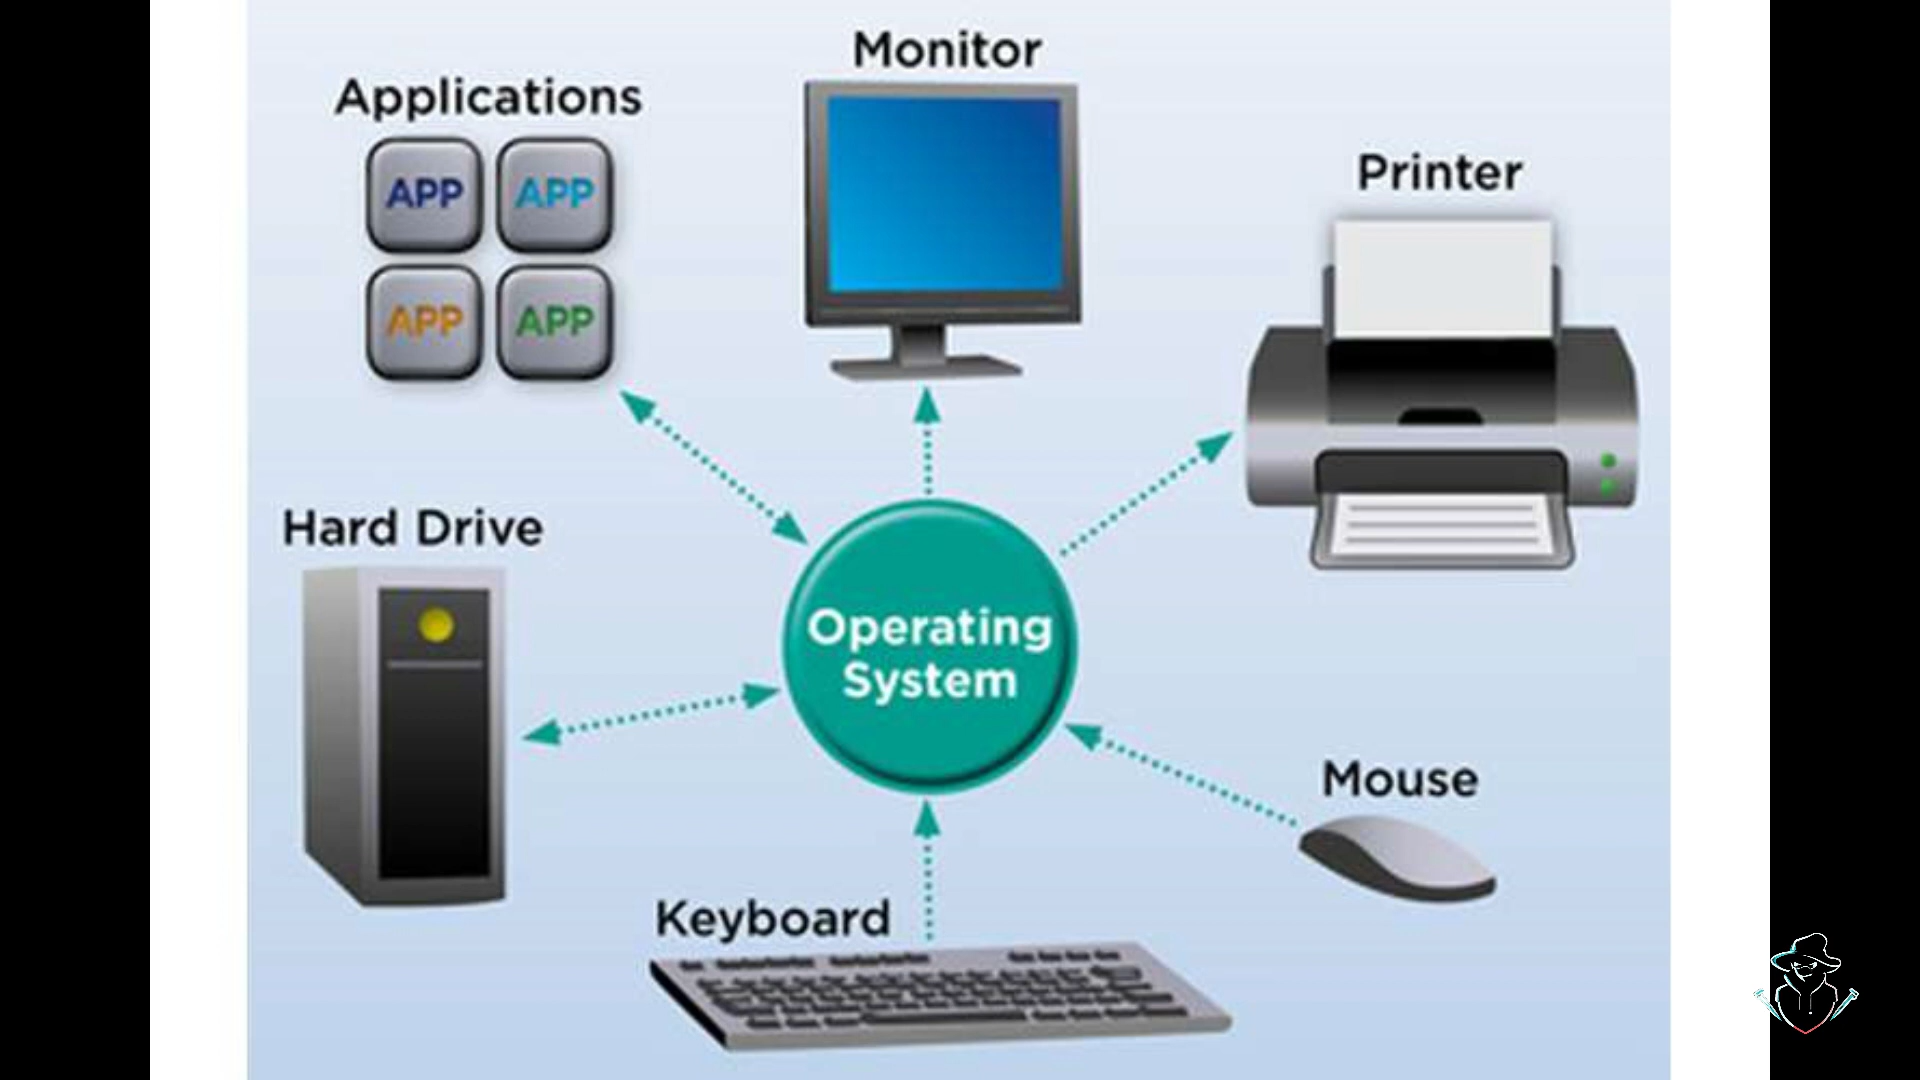 Monitor
Applications
APP APP
APP APP
Printer
Hard Drive
Operating
System
Mouse
Keyboard